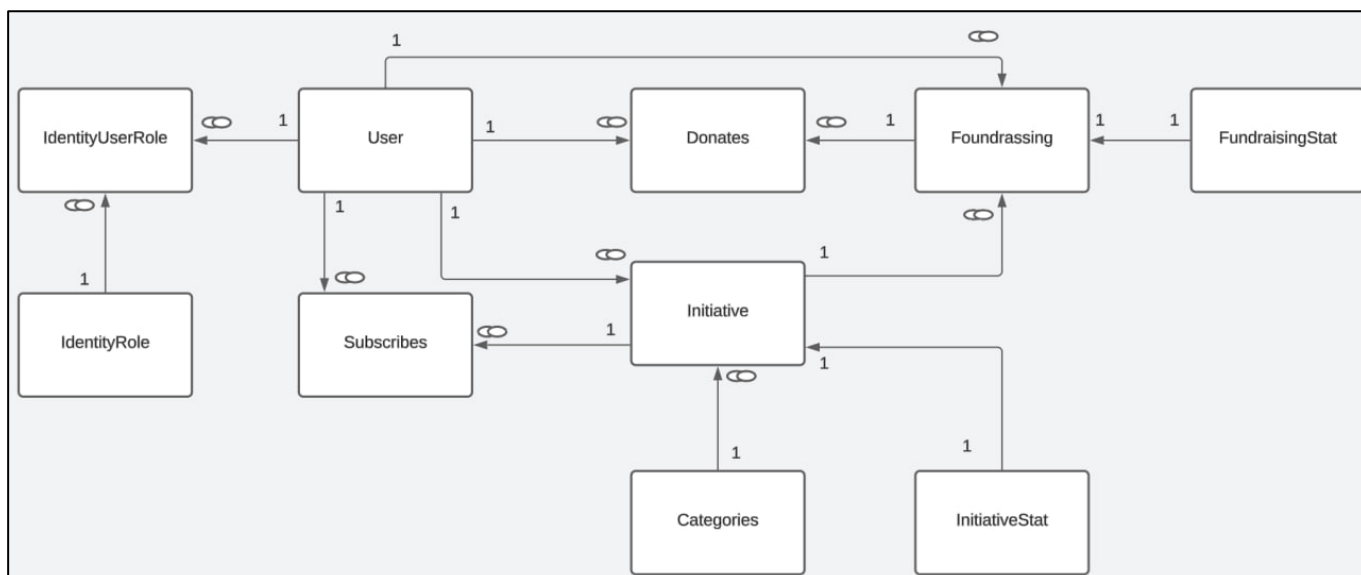 1
IdentityUserRole
1
User
1
Donates
1
Foundrassing
1
1
FundraisingStat
1
1
1
1
1
IdentityRole
Subscribes
1
Initiative
1
1
1
Categories
InitiativeStat